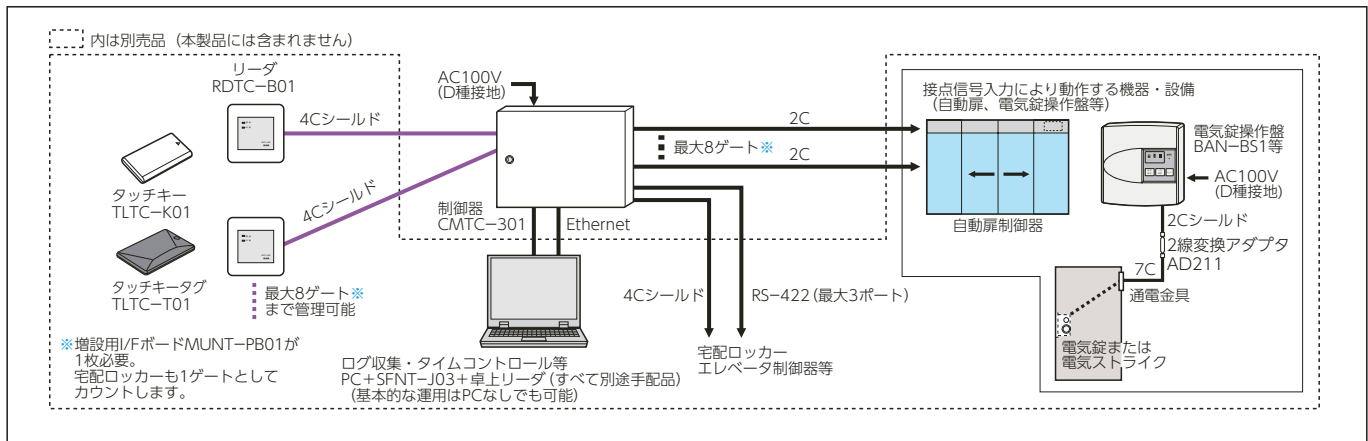 内は別売品（本製品には含まれません）
リーダ
RDTC−B01
4Cシールド
タッチキー
TLTC−K01
4Cシールド
タッチキータグ
TLTC−T01
最大8ゲート※
まで管理可能
※増設用I/FボードMUNT−PB01が
1枚必要。
宅配ロッカーも1ゲートとして
カウントします。
AC100V
(D種接地)
制御器
CMTC−301
Ethernet
ログ収集・タイムコントロール等
PC＋SFNT−J03＋卓上リーダ（すべて別途手配品）
（基本的な運用はPCなしでも可能）
2C
最大8ゲート※
2C
4Cシールド
RS−422（最大3ポート）
宅配ロッカー
エレベータ制御器等
接点信号入力により動作する機器・設備
（自動扉、電気錠操作盤等）
自動扉制御器
電気錠操作盤
BAN−BS1等
AC100V
(D種接地)
2Cシールド
2線変換アダプタ
AD211
7C
通電金具
電気錠または
電気ストライク